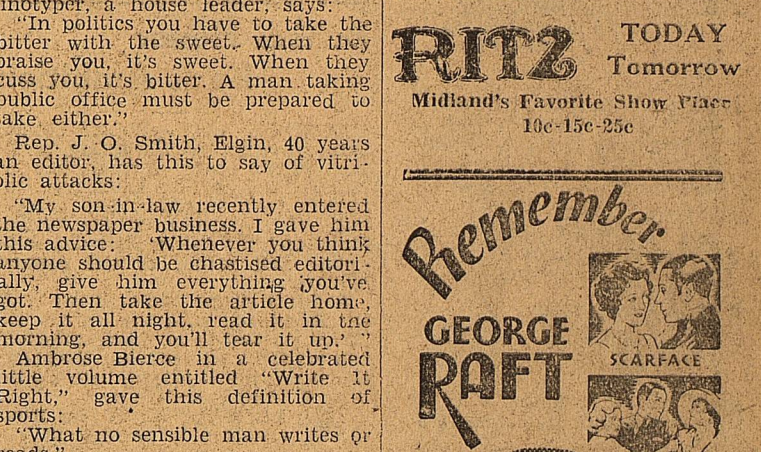 inotyper, a house leader, says:
"In politics you have to take the
bitter with the sweet. When they
praise you, it's sweet. When they
cuss you, it's bitter. A man taking
public office must be prepared to
take either."
Rep. J. O. Smith, Elgin, 40 years
an editor, has this to say of vitri-
olic attacks:
"My son-in-law recently entered
the newspaper business. I gave him
this advice: 'Whenever you think
anyone should be chastised editori-
ally, give him everything you've
got. Then take the article home,
keep it all night, read it in the
morning, and you'll tear it up.' "
Ambrose Bierce in a celebrated
little volume entitled "Write It
Right," gave this definition of
sports:
"What no sensible man writes or
RITZ
TODAY
Tomorrow
Midland's Favorite Show Place
10c-15c-25c
Remember
GEORGE
RAFT
SCARFACE